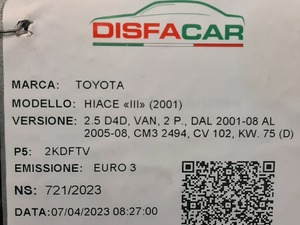 DISFACAR
MARCA: TOYOTA
MODELLO: HIACE «III» (2001)
VERSIONE: 2.5 D4D, VAN, 2 P., DAL 2001-08 AL
2005-08, CM3 2494, CV 102, KW. 75 (D)
P5: 2KDFTV
EMISSIONE: EURO 3
NS: 721/2023
DATA:07/04/2023 08:27:00